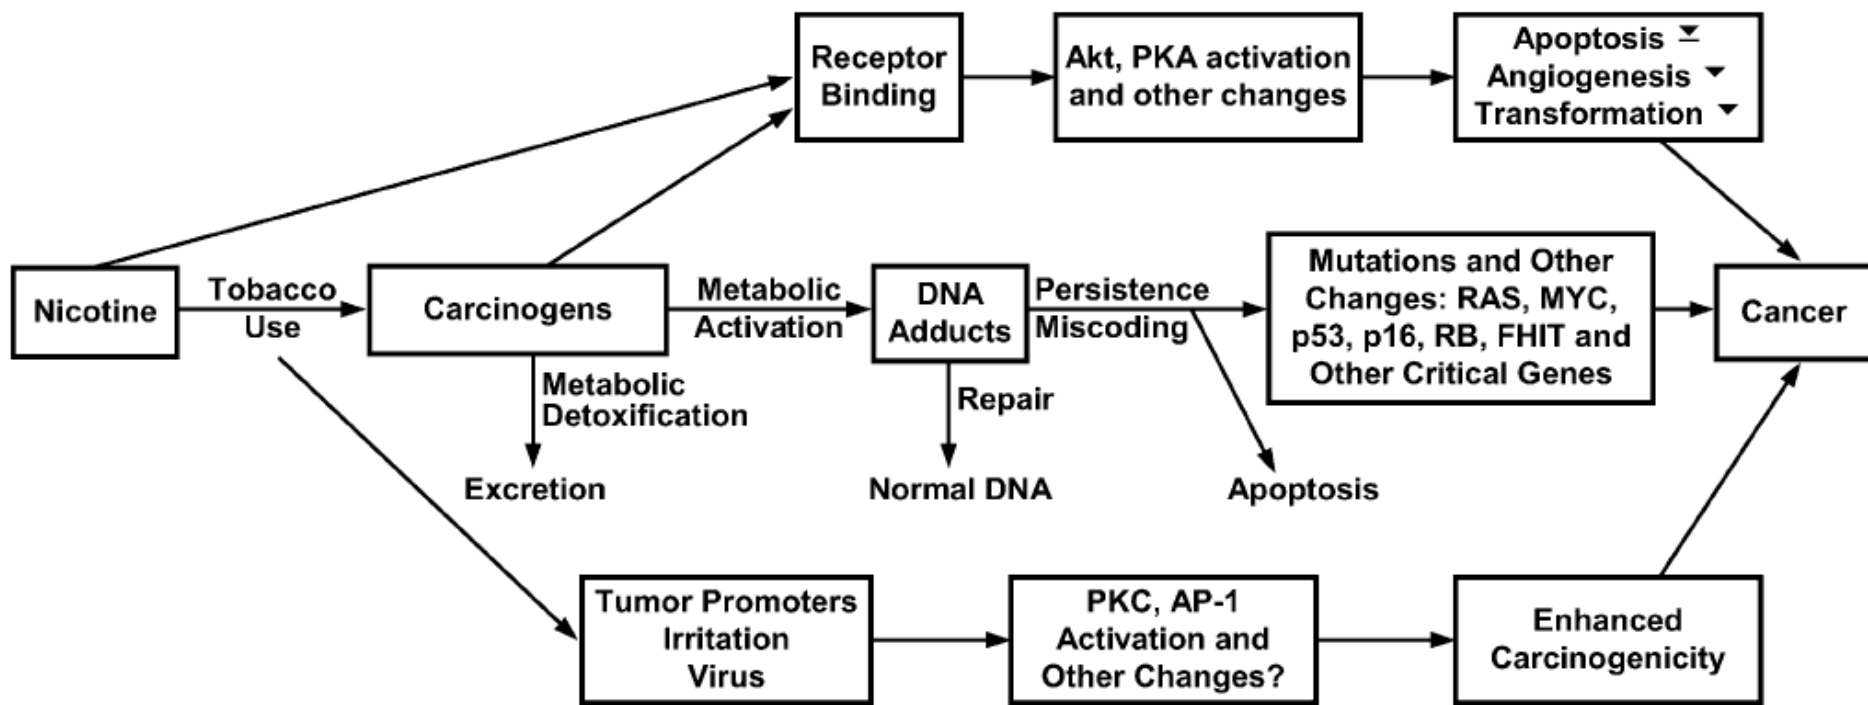 Receptor
Binding
Akt, PKA activation
and other changes
Apoptosis
Angiogenesis
Transformation
Nicotine
Tobacco
Use
Carcinogens
Metabolic
Activation
DNA
Adducts
Persistence
Miscoding
Mutations and Other
Changes: RAS, MYC,
p53, p16, RB, FHIT and
Other Critical Genes
Cancer
Metabolic
Detoxification
Repair
Excretion
Normal DNA
Apoptosis
Tumor Promoters
Irritation
Virus
PKC, AP-1
Activation and
Other Changes?
Enhanced
Carcinogenicity